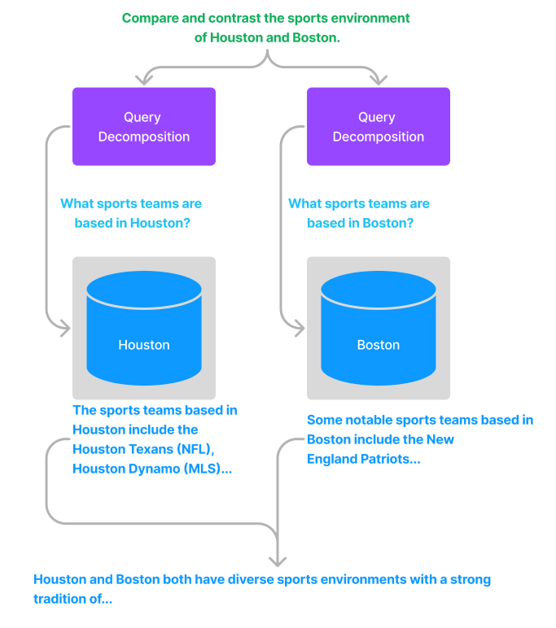 Compare and contrast the sports environment
of Houston and Boston.
Query
Decomposition
Query
Decomposition
What sports teams are
based in Houston?
What sports teams are
based in Boston?
Houston
Boston
The sports teams based in
Houston include the
Houston Texans (NFL),
Houston Dynamo (MLS)...
Some notable sports teams based in
Boston include the New
England Patriots...
Houston and Boston both have diverse sports environments with a strong
tradition of...